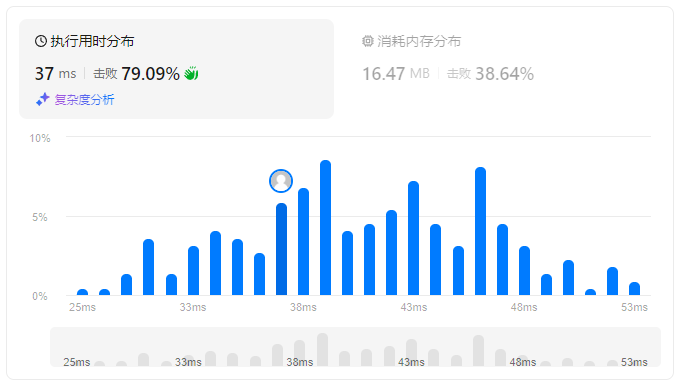 执行用时分布
37 ms | 击败 79.09%
复杂度分析
消耗内存分布
16.47 MB | 击败 38.64%
10%
5%
0%
25ms 33ms 38ms 43ms 48ms 53ms
25ms 33ms 38ms 43ms 48ms 53ms